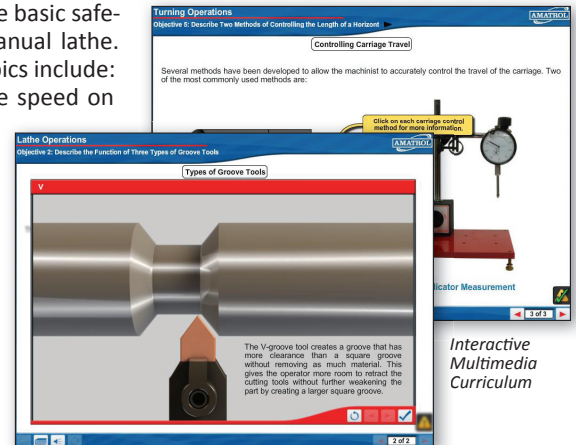 e basic safe-
anual lathe.
pics include:
e speed on
Turning Operations
Objective 5: Describe Two Methods of Controlling the Length of a Horizont
AMATROL
Controlling Carriage Travel
Several methods have been developed to allow the machinist to accurately control the travel of the carriage. Two
of the most commonly used methods are:
Click on each carriage control
method for more information.
licator Measurement
3 of 3
Lathe Operations
Objective 2: Describe the Function of Three Types of Groove Tools
AMATROL
Types of Groove Tools
V
The V-groove tool creates a groove that has
more clearance than a square groove
without removing as much material. This
gives the operator more room to retract the
cutting tools without further weakening the
part by creating a larger square groove.
2 of 2
Interactive
Multimedia
Curriculum